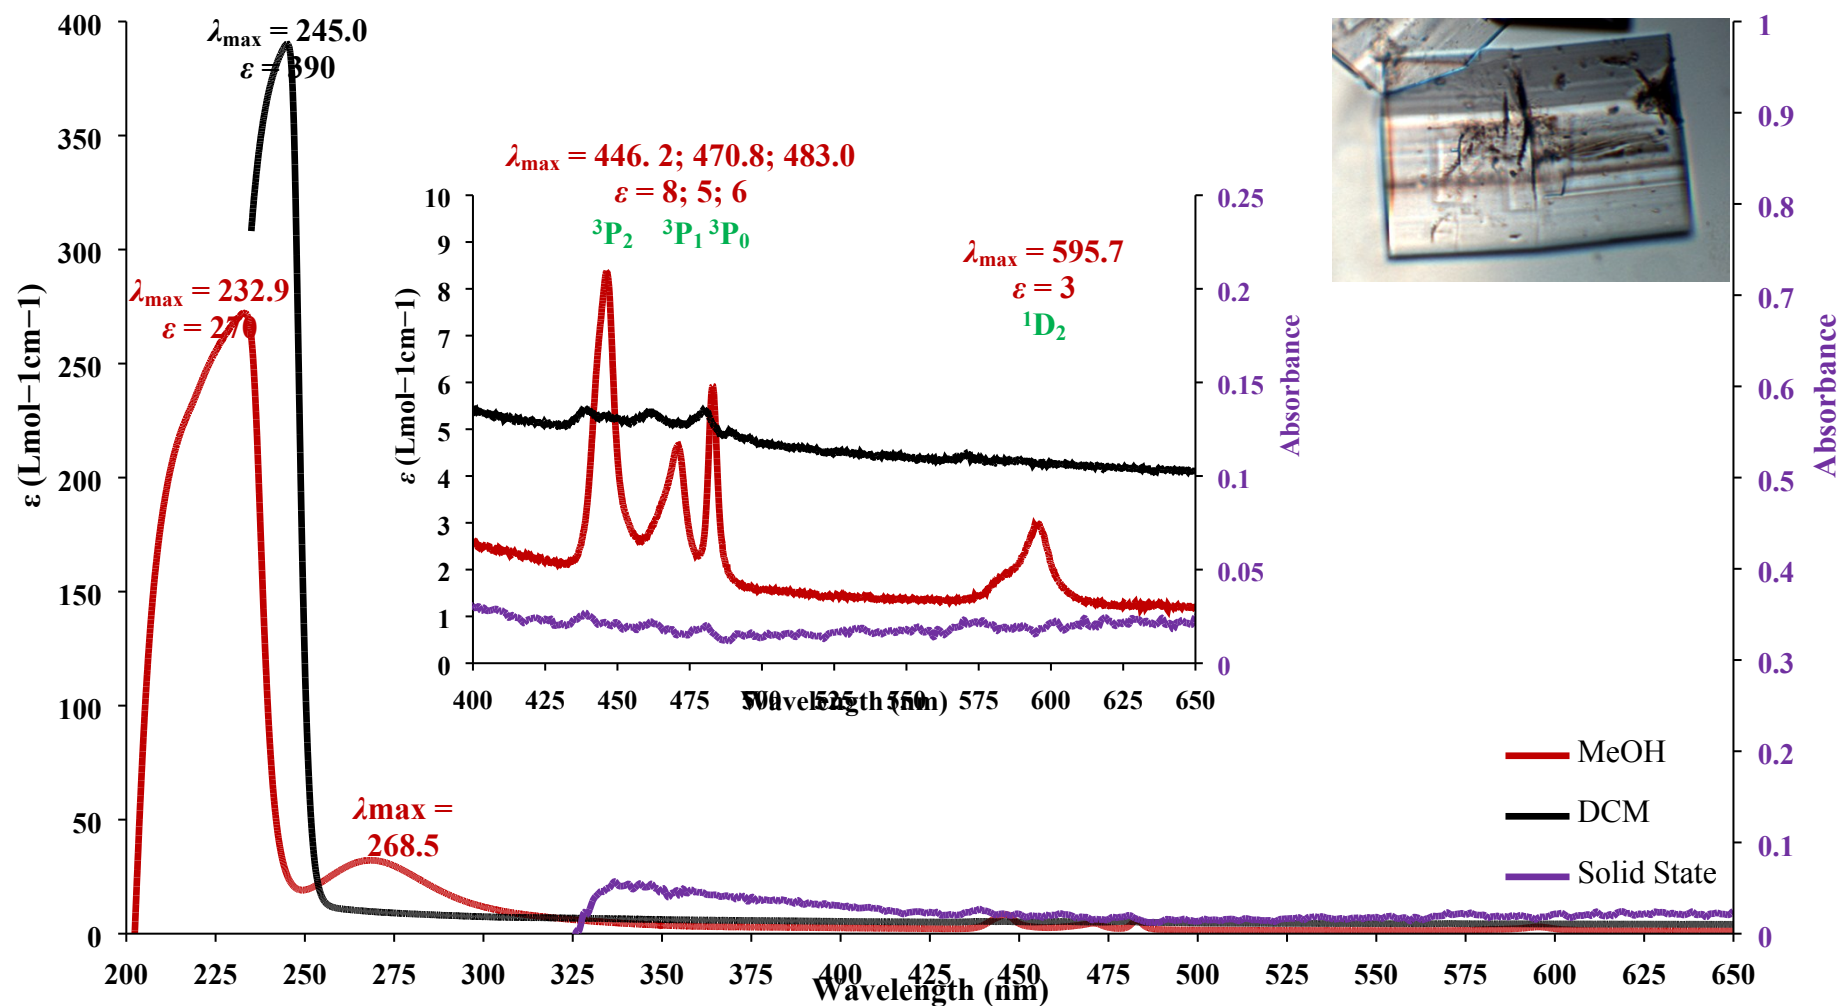 λmax = 245.0
ε = 390
λmax = 232.9
ε = 270
λmax =
268.5
λmax = 446. 2; 470.8; 483.0
ε = 8; 5; 6
³P₂ ³P₁ ³P₀
λmax = 595.7
ε = 3
¹D₂
10
9
8
7
6
5
4
3
2
1
0
ε (Lmol−1cm−1)
0.25
0.2
0.15
0.1
0.05
0
Absorbance
400 425 450 475 500 525 550 575 600 625 650
Wavelength (nm)
400
350
300
250
200
150
100
50
0
ε (Lmol−1cm−1)
1
0.9
0.8
0.7
0.6
0.5
0.4
0.3
0.2
0.1
0
Absorbance
MeOH
DCM
Solid State
200 225 250 275 300 325 350 375 400 425 450 475 500 525 550 575 600 625 650
Wavelength (nm)